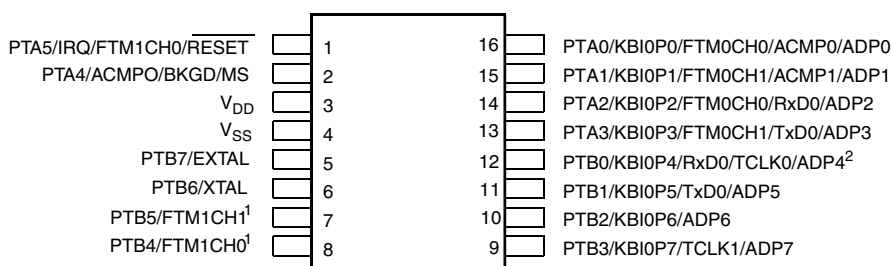 PTA5/IRQ/FTM1CH0/RESET 1 16 PTA0/KBI0P0/FTM0CH0/ACMP0/ADP0
PTA4/ACMPO/BKGD/MS 2 15 PTA1/KBI0P1/FTM0CH1/ACMP1/ADP1
VDD 3 14 PTA2/KBI0P2/FTM0CH0/RxD0/ADP2
VSS 4 13 PTA3/KBI0P3/FTM0CH1/TxD0/ADP3
PTB7/EXTAL 5 12 PTB0/KBI0P4/RxD0/TCLK0/ADP4²
PTB6/XTAL 6 11 PTB1/KBI0P5/TxD0/ADP5
PTB5/FTM1CH1¹ 7 10 PTB2/KBI0P6/ADP6
PTB4/FTM1CH0¹ 8 9 PTB3/KBI0P7/TCLK1/ADP7